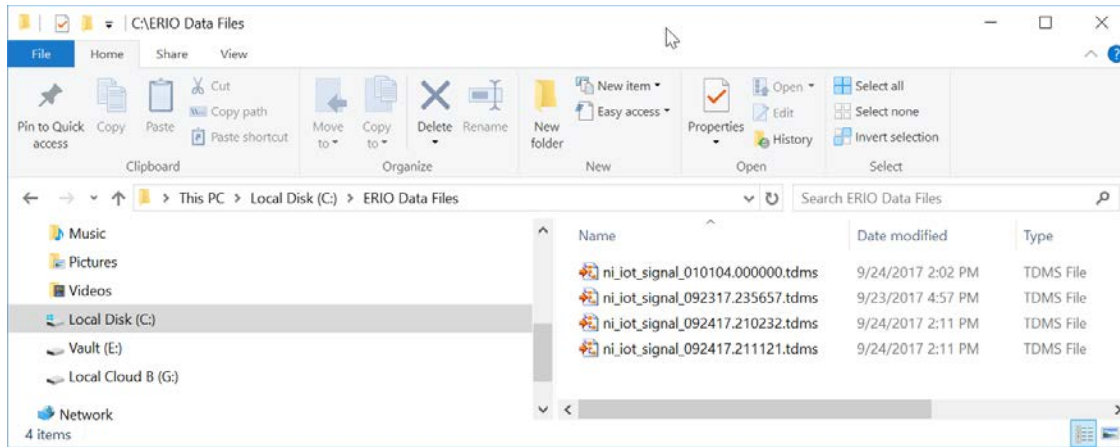 C:\ERIO Data Files
File Home Share View
Pin to Quick access
Copy
Paste
Cut
Copy path
Paste shortcut
Clipboard
Move to
Copy to
Delete
Rename
Organize
New folder
New item
Easy access
New
Properties
Open
Edit
History
Open
Select all
Select none
Invert selection
Select
This PC > Local Disk (C:) > ERIO Data Files
Search ERIO Data Files
Music
Pictures
Videos
Local Disk (C:)
Vault (E:)
Local Cloud B (G:)
Network
Name Date modified Type
ni_iot_signal_010104.000000.tdms 9/24/2017 2:02 PM TDMS File
ni_iot_signal_092317.235657.tdms 9/23/2017 4:57 PM TDMS File
ni_iot_signal_092417.210232.tdms 9/24/2017 2:11 PM TDMS File
ni_iot_signal_092417.211121.tdms 9/24/2017 2:11 PM TDMS File
4 items